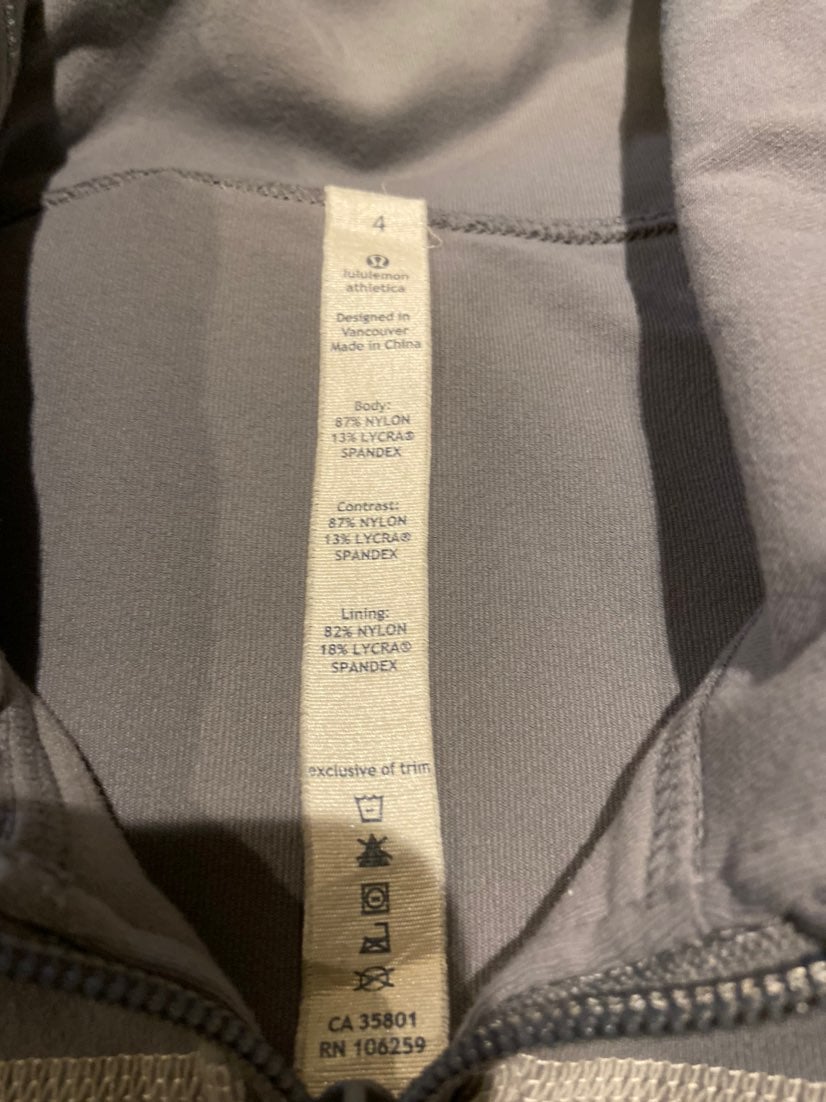 4
lululemon
athletica
Designed in
Vancouver
Made in China
Body:
87% NYLON
13% LYCRA®
SPANDEX
Contrast:
87% NYLON
13% LYCRA®
SPANDEX
Lining:
82% NYLON
18% LYCRA®
SPANDEX
exclusive of trim
CA 35801
RN 106259